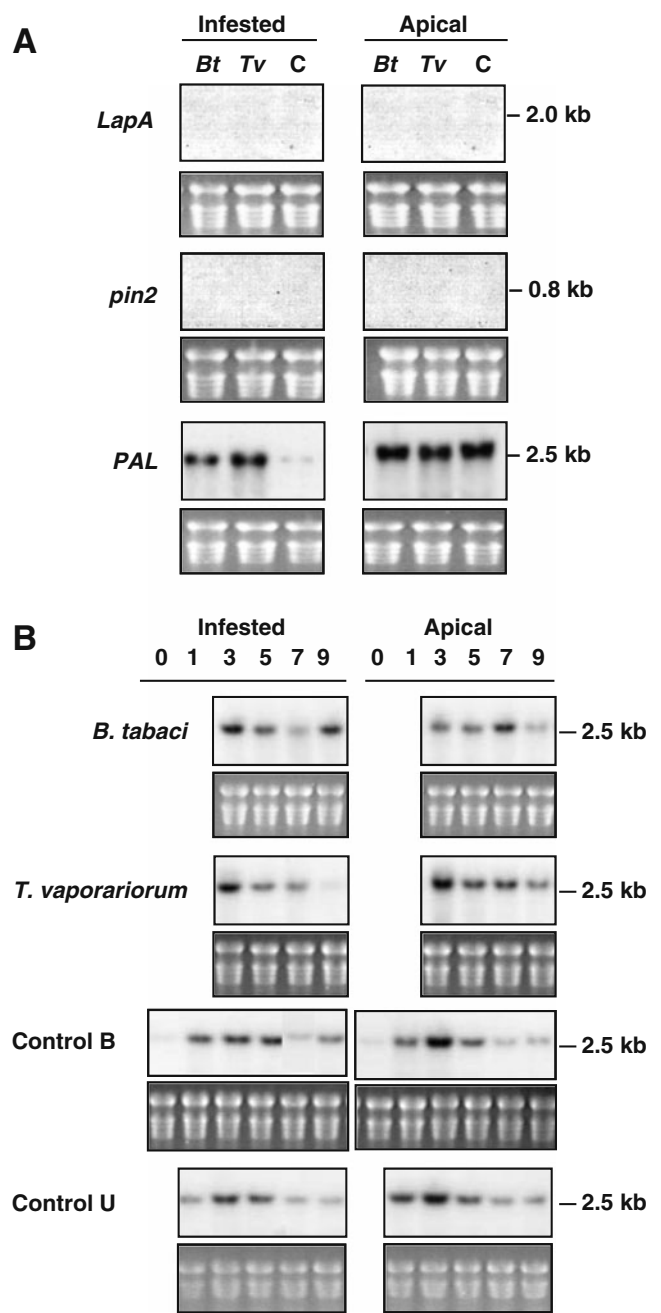 A
Infested Apical
Bt Tv C Bt Tv C
LapA 2.0 kb
pin2 0.8 kb
PAL 2.5 kb
B
Infested Apical
0 1 3 5 7 9 0 1 3 5 7 9
B. tabaci 2.5 kb
T. vaporariorum 2.5 kb
Control B 2.5 kb
Control U 2.5 kb